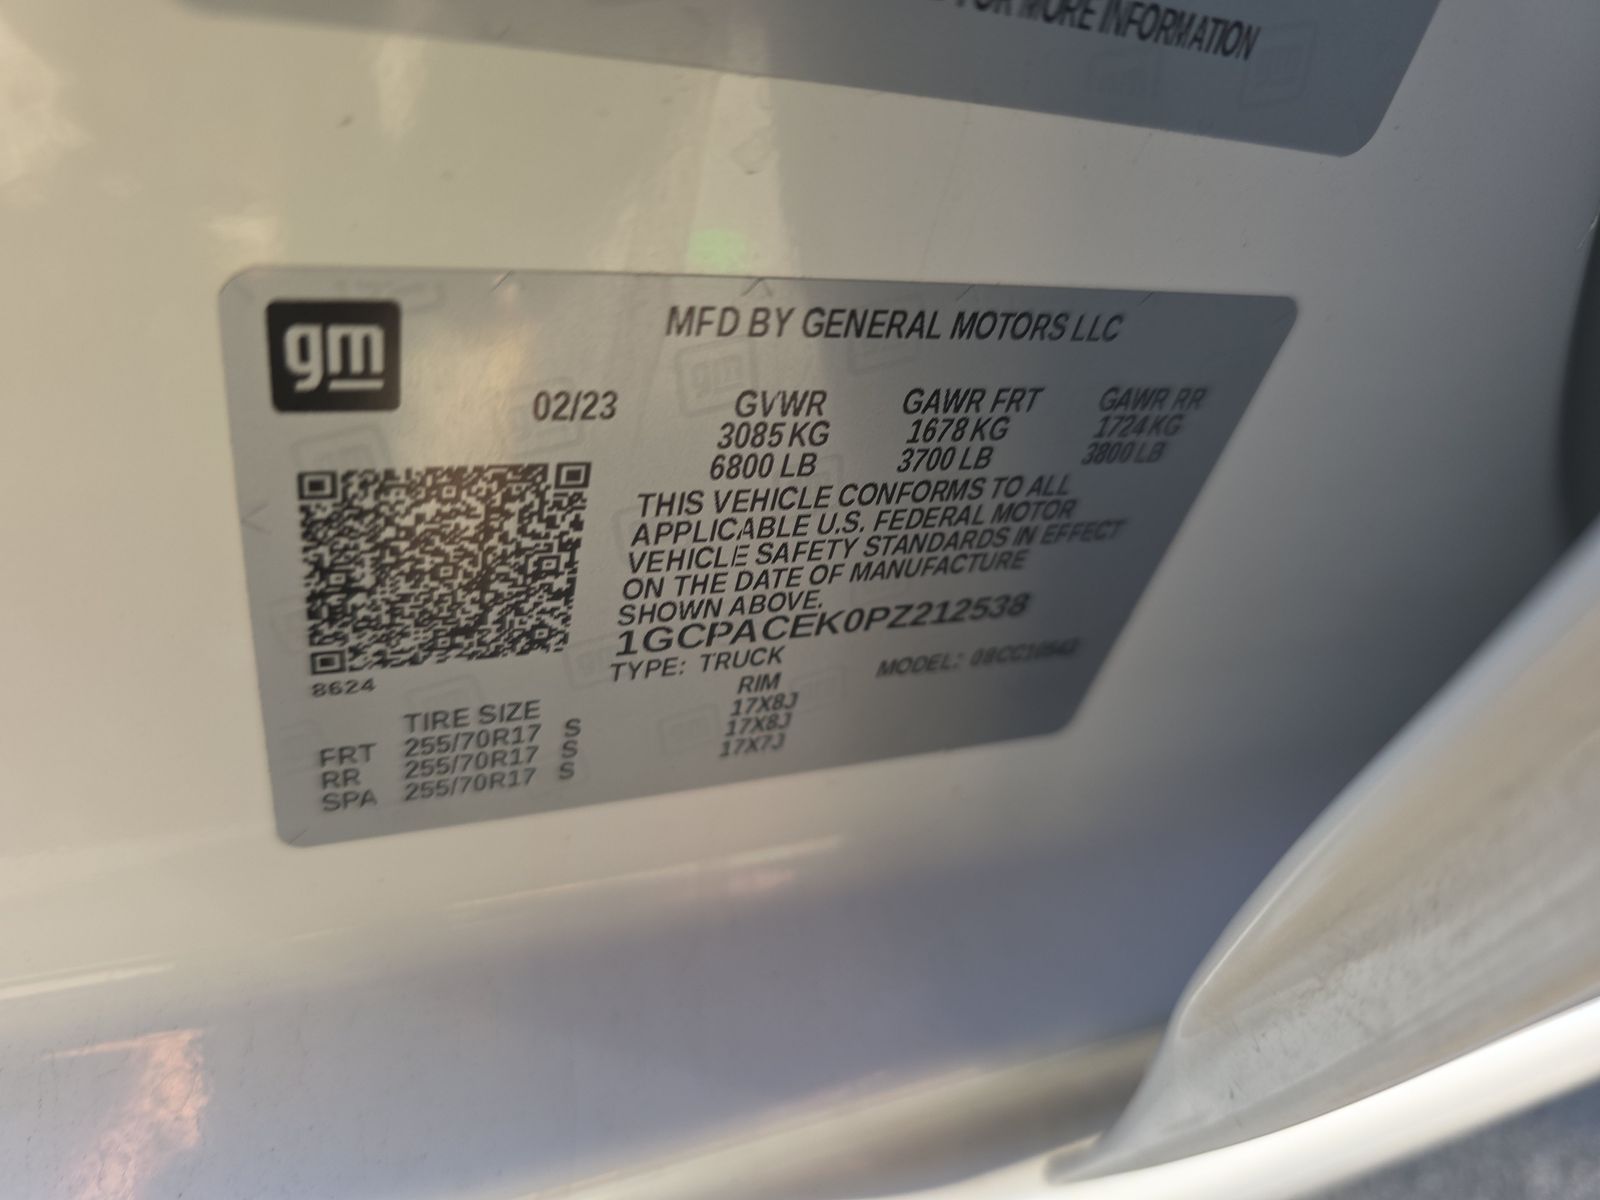 FOR MORE INFORMATION
gm
MFD BY GENERAL MOTORS LLC
02/23 GVWR GAWR FRT GAWR RR
3085 KG 1678 KG 1724 KG
6800 LB 3700 LB 3800 LB
THIS VEHICLE CONFORMS TO ALL
APPLICABLE U.S. FEDERAL MOTOR
VEHICLE SAFETY STANDARDS IN EFFECT
ON THE DATE OF MANUFACTURE
SHOWN ABOVE.
1GCPACEK0PZ212538
TYPE: TRUCK MODEL:
8624
TIRE SIZE RIM
FRT 255/70R17 S 17X8J
RR 255/70R17 S 17X8J
SPA 255/70R17 S 17X7J